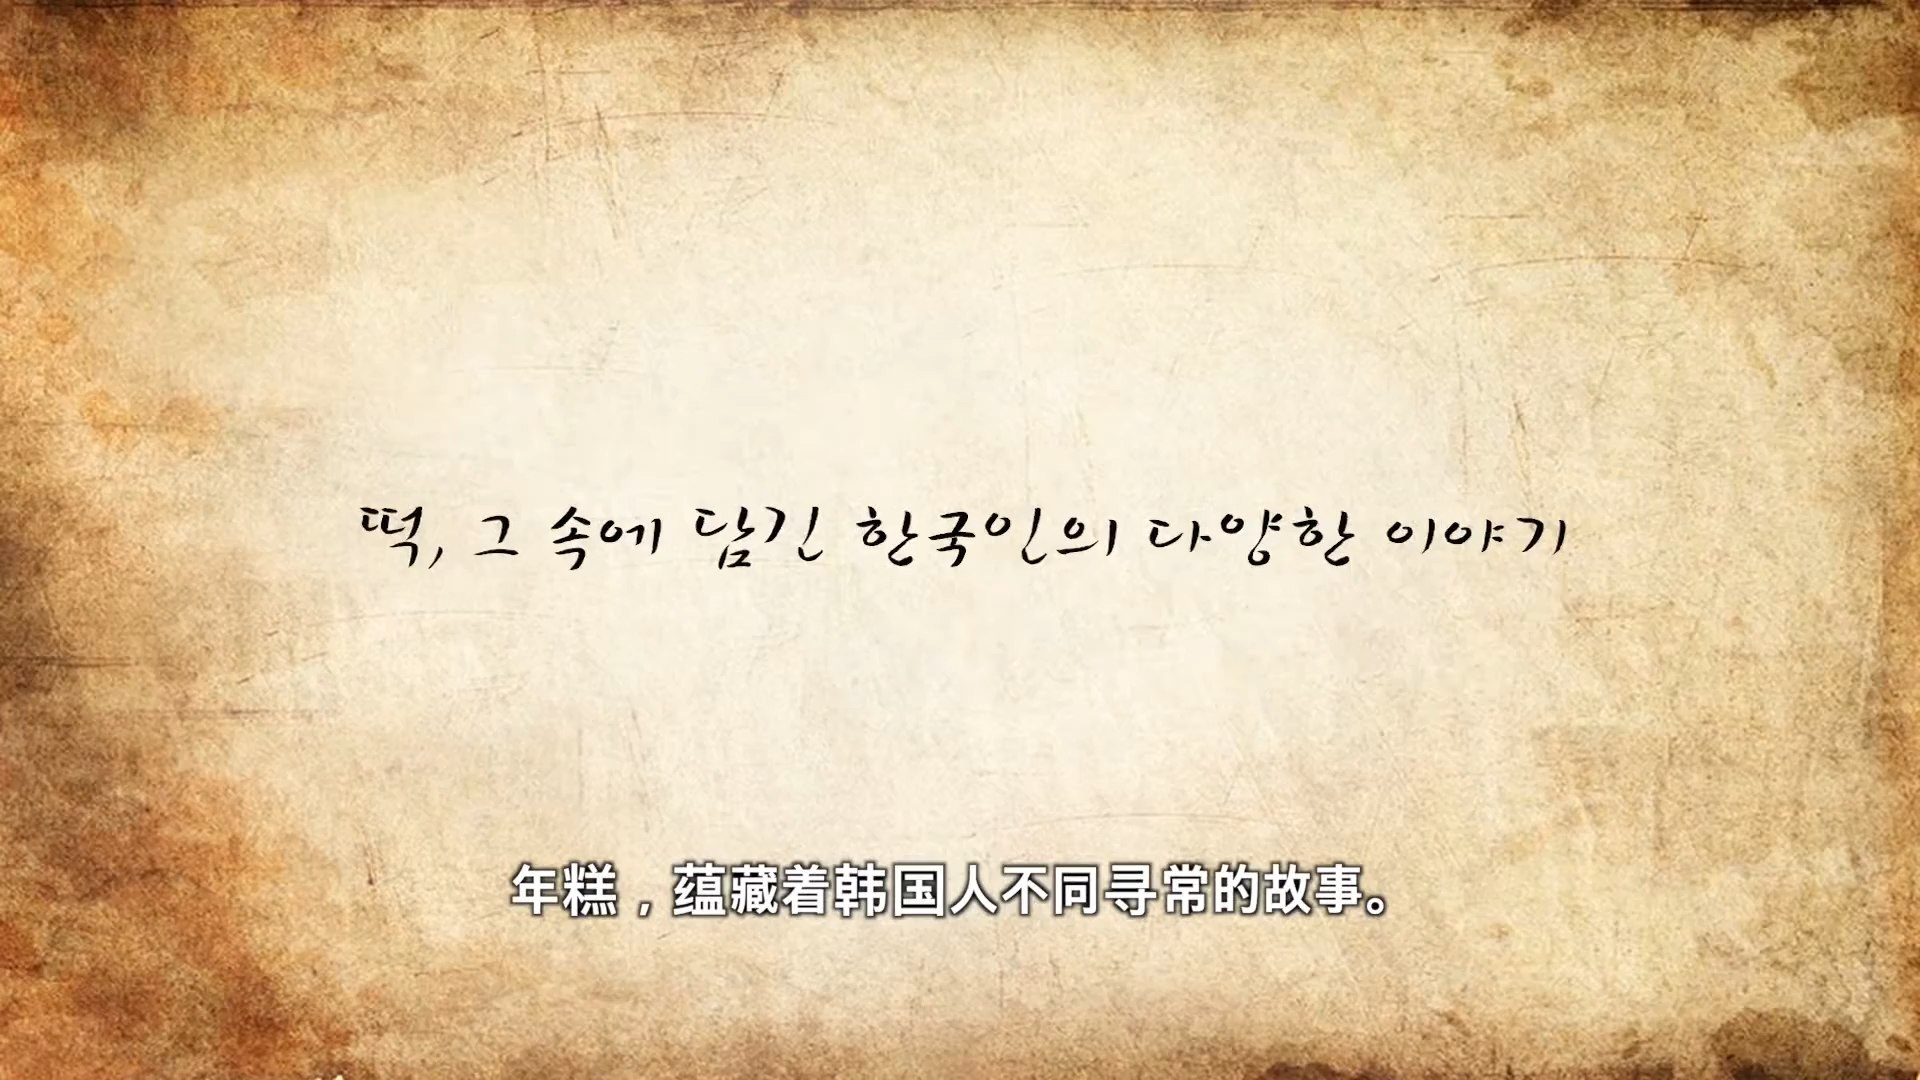 떡, 그 속에 담긴 한국인의 다양한 이야기
年糕，蕴藏着韩国人不同寻常的故事。